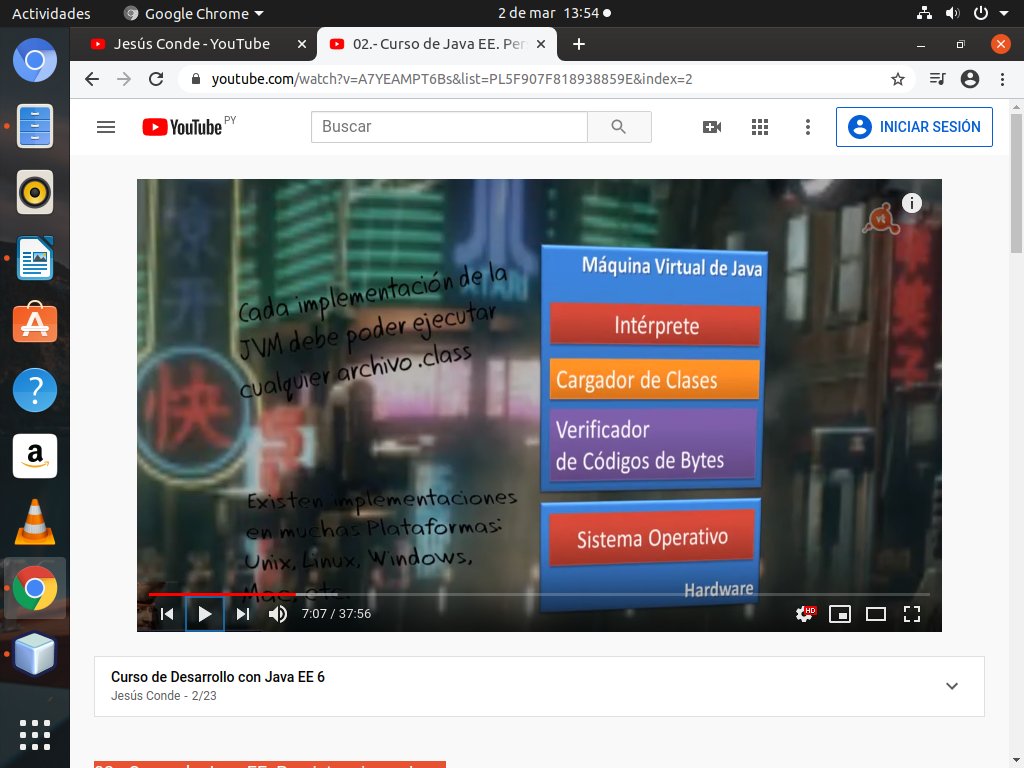 Actividades
Google Chrome
2 de mar 13:54
Jesús Conde - YouTube
02.- Curso de Java EE. Per
youtube.com/watch?v=A7YEAMPT6Bs&list=PL5F907F818938859E&index=2
YouTube PY
Buscar
INICIAR SESIÓN
Cada implementación de la
JVM debe poder ejecutar
cualquier archivo .class
Existen implementaciones
en muchas Plataformas:
Unix, Linux, Windows,
Mac, etc.
快
Máquina Virtual de Java
Intérprete
Cargador de Clases
Verificador
de Códigos de Bytes
Sistema Operativo
Hardware
vt
i
7:07 / 37:56
HD
Curso de Desarrollo con Java EE 6
Jesús Conde - 2/23
?
a